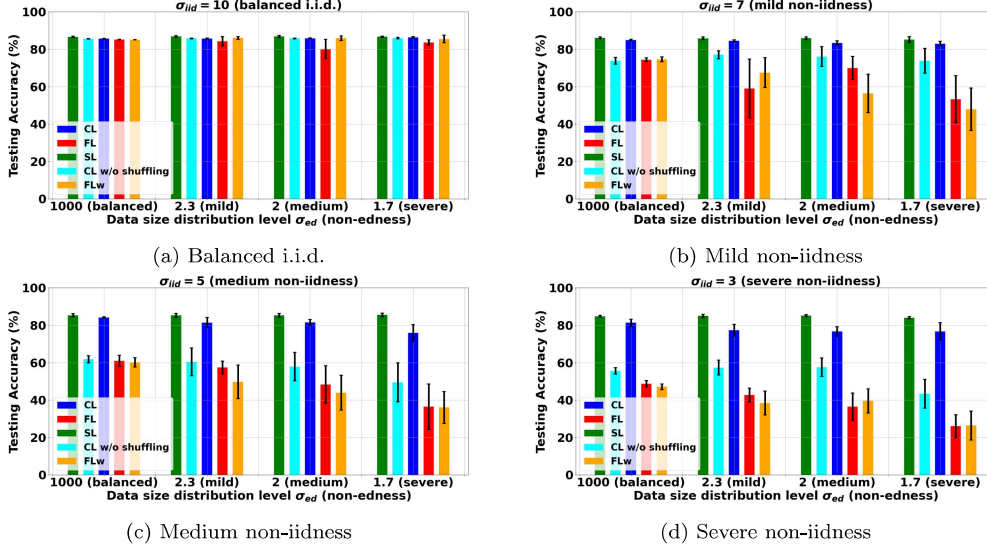 σiid = 10 (balanced i.i.d.)
Testing Accuracy (%)
100
80
60
40
20
0
CL
FL
SL
CL w/o shuffling
FLw
1000 (balanced) 2.3 (mild) 2 (medium) 1.7 (severe)
Data size distribution level σed (non-edness)
(a) Balanced i.i.d.
σiid = 7 (mild non-iidness)
Testing Accuracy (%)
100
80
60
40
20
0
CL
FL
SL
CL w/o shuffling
FLw
1000 (balanced) 2.3 (mild) 2 (medium) 1.7 (severe)
Data size distribution level σed (non-edness)
(b) Mild non-iidness
σiid = 5 (medium non-iidness)
Testing Accuracy (%)
100
80
60
40
20
0
CL
FL
SL
CL w/o shuffling
FLw
1000 (balanced) 2.3 (mild) 2 (medium) 1.7 (severe)
Data size distribution level σed (non-edness)
(c) Medium non-iidness
σiid = 3 (severe non-iidness)
Testing Accuracy (%)
100
80
60
40
20
0
CL
FL
SL
CL w/o shuffling
FLw
1000 (balanced) 2.3 (mild) 2 (medium) 1.7 (severe)
Data size distribution level σed (non-edness)
(d) Severe non-iidness